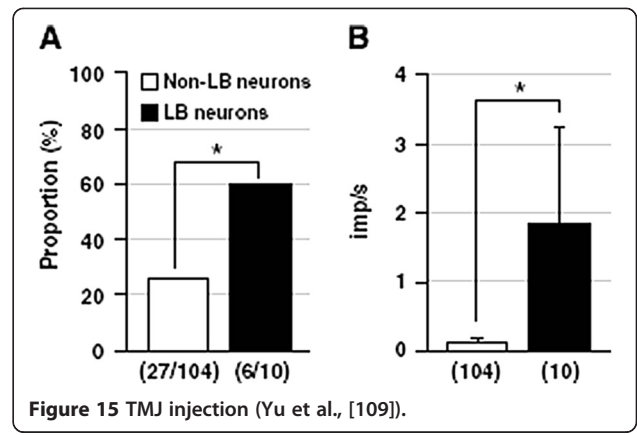 A
B
Proportion (%)
100
80
60
40
20
0
Non-LB neurons
LB neurons
*
(27/104) (6/10)
imp/s
4
3
2
1
0
*
(104) (10)
Figure 15 TMJ injection (Yu et al., [109]).